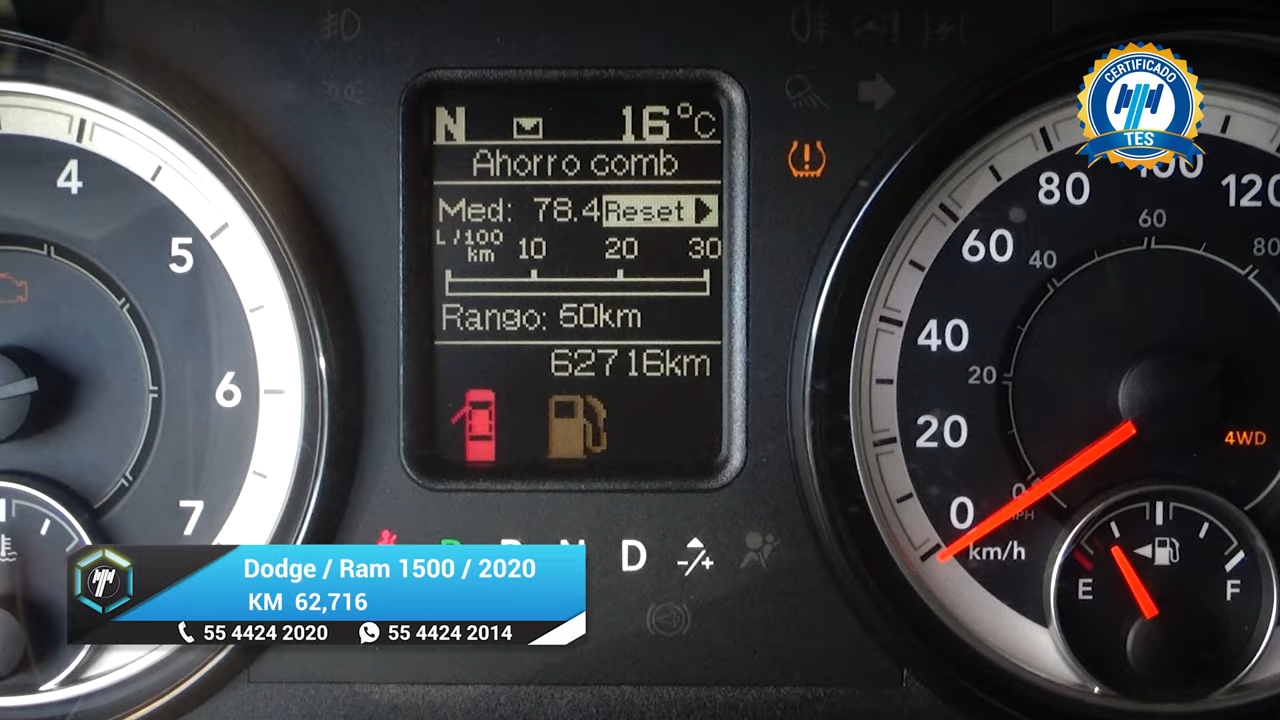 N 16°C
Ahorro comb
Med: 78.4 Reset
L/100 km 10 20 30
Rango: 50km
62716km
4
5
6
7
0
20
40
60
80
100
120
0
20
40
60
80
MPH
km/h
4WD
E F
D -/+
CERTIFICADO
TES
Dodge / Ram 1500 / 2020
KM 62,716
55 4424 2020 55 4424 2014